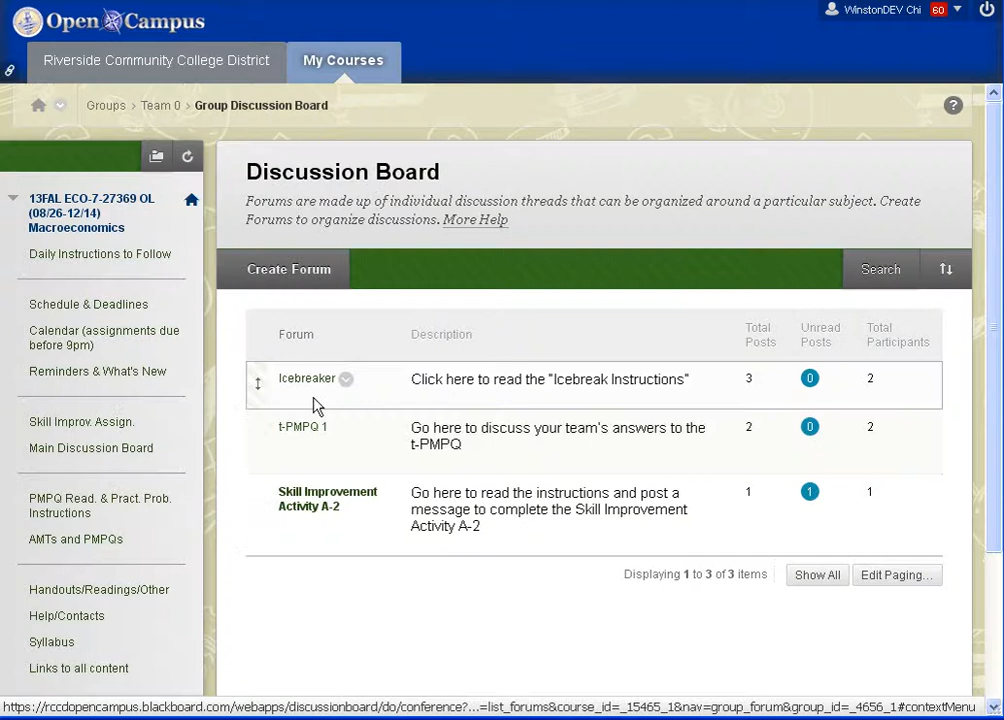 Open Campus
WinstonDEV Chi 60
Riverside Community College District
My Courses
Groups > Team 0 > Group Discussion Board
?
13FAL ECO-7-27369 OL
(08/26-12/14)
Macroeconomics
Daily Instructions to Follow
Schedule & Deadlines
Calendar (assignments due
before 9pm)
Reminders & What's New
Skill Improv. Assign.
Main Discussion Board
PMPQ Read. & Pract. Prob.
Instructions
AMTs and PMPQs
Handouts/Readings/Other
Help/Contacts
Syllabus
Links to all content
Discussion Board
Forums are made up of individual discussion threads that can be organized around a particular subject. Create
Forums to organize discussions. More Help
Create Forum
Search
Forum
Description
Total
Posts
Unread
Posts
Total
Participants
Icebreaker
Click here to read the "Icebreak Instructions"
3
0
2
t-PMPQ 1
Go here to discuss your team's answers to the
t-PMPQ
2
0
2
Skill Improvement
Activity A-2
Go here to read the instructions and post a
message to complete the Skill Improvement
Activity A-2
1
1
1
Displaying 1 to 3 of 3 items
Show All
Edit Paging...
https://rccdopencampus.blackboard.com/webapps/discussionboard/do/conference?...=list_forums&course_id=_15465_1&nav=group_forum&group_id=_4656_1#contextMenu